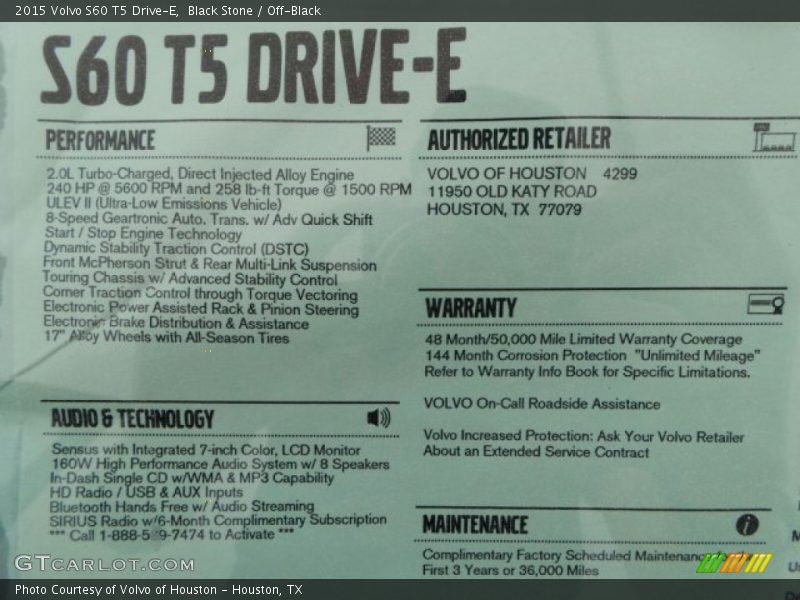 2015 Volvo S60 T5 Drive-E, Black Stone / Off-Black
S60 T5 DRIVE-E
PERFORMANCE
2.0L Turbo-Charged, Direct Injected Alloy Engine
240 HP @ 5600 RPM and 258 lb-ft Torque @ 1500 RPM
ULEV II (Ultra-Low Emissions Vehicle)
8-Speed Geartronic Auto. Trans. w/ Adv Quick Shift
Start / Stop Engine Technology
Dynamic Stability Traction Control (DSTC)
Front McPherson Strut & Rear Multi-Link Suspension
Touring Chassis w/ Advanced Stability Control
Corner Traction Control through Torque Vectoring
Electronic Power Assisted Rack & Pinion Steering
Electronic Brake Distribution & Assistance
17" Alloy Wheels with All-Season Tires
AUDIO & TECHNOLOGY
Sensus with Integrated 7-inch Color, LCD Monitor
160W High Performance Audio System w/ 8 Speakers
In-Dash Single CD w/WMA & MP3 Capability
HD Radio / USB & AUX Inputs
Bluetooth Hands Free w/ Audio Streaming
SIRIUS Radio w/6-Month Complimentary Subscription
*** Call to Activate ***
AUTHORIZED RETAILER
VOLVO OF HOUSTON 4299
11950 OLD KATY ROAD
HOUSTON, TX 77079
WARRANTY
48 Month/50,000 Mile Limited Warranty Coverage
144 Month Corrosion Protection "Unlimited Mileage"
Refer to Warranty Info Book for Specific Limitations.
VOLVO On-Call Roadside Assistance
Volvo Increased Protection: Ask Your Volvo Retailer
About an Extended Service Contract
MAINTENANCE
Complimentary Factory Scheduled Maintenance
First 3 Years or 36,000 Miles
GTCARLOT.COM
Photo Courtesy of Volvo of Houston - Houston, TX